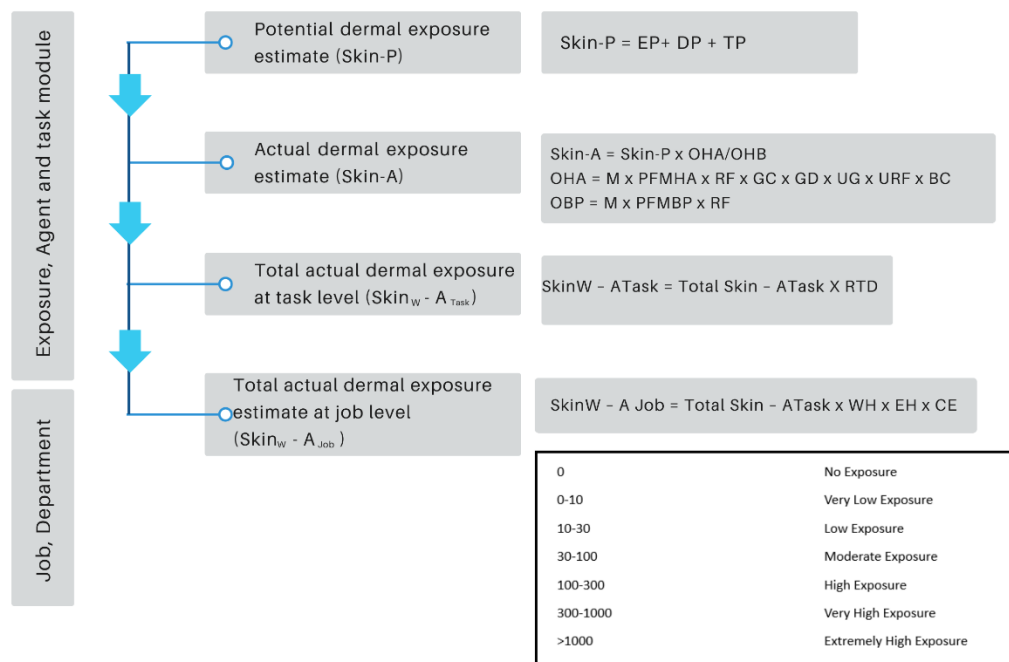 Exposure, Agent and task module
Potential dermal exposure
estimate (Skin-P)
Skin-P = EP+ DP + TP
Actual dermal exposure
estimate (Skin-A)
Skin-A = Skin-P x OHA/OHB
OHA = M x PFMHA x RF x GC x GD x UG x URF x BC
OBP = M x PFMBP x RF
Total actual dermal exposure
at task level (Skin W - A Task)
SkinW – ATask = Total Skin – ATask X RTD
Job, Department
Total actual dermal exposure
estimate at job level
(Skin W - A Job )
SkinW – A Job = Total Skin – ATask x WH x EH x CE
0 No Exposure
0-10 Very Low Exposure
10-30 Low Exposure
30-100 Moderate Exposure
100-300 High Exposure
300-1000 Very High Exposure
>1000 Extremely High Exposure